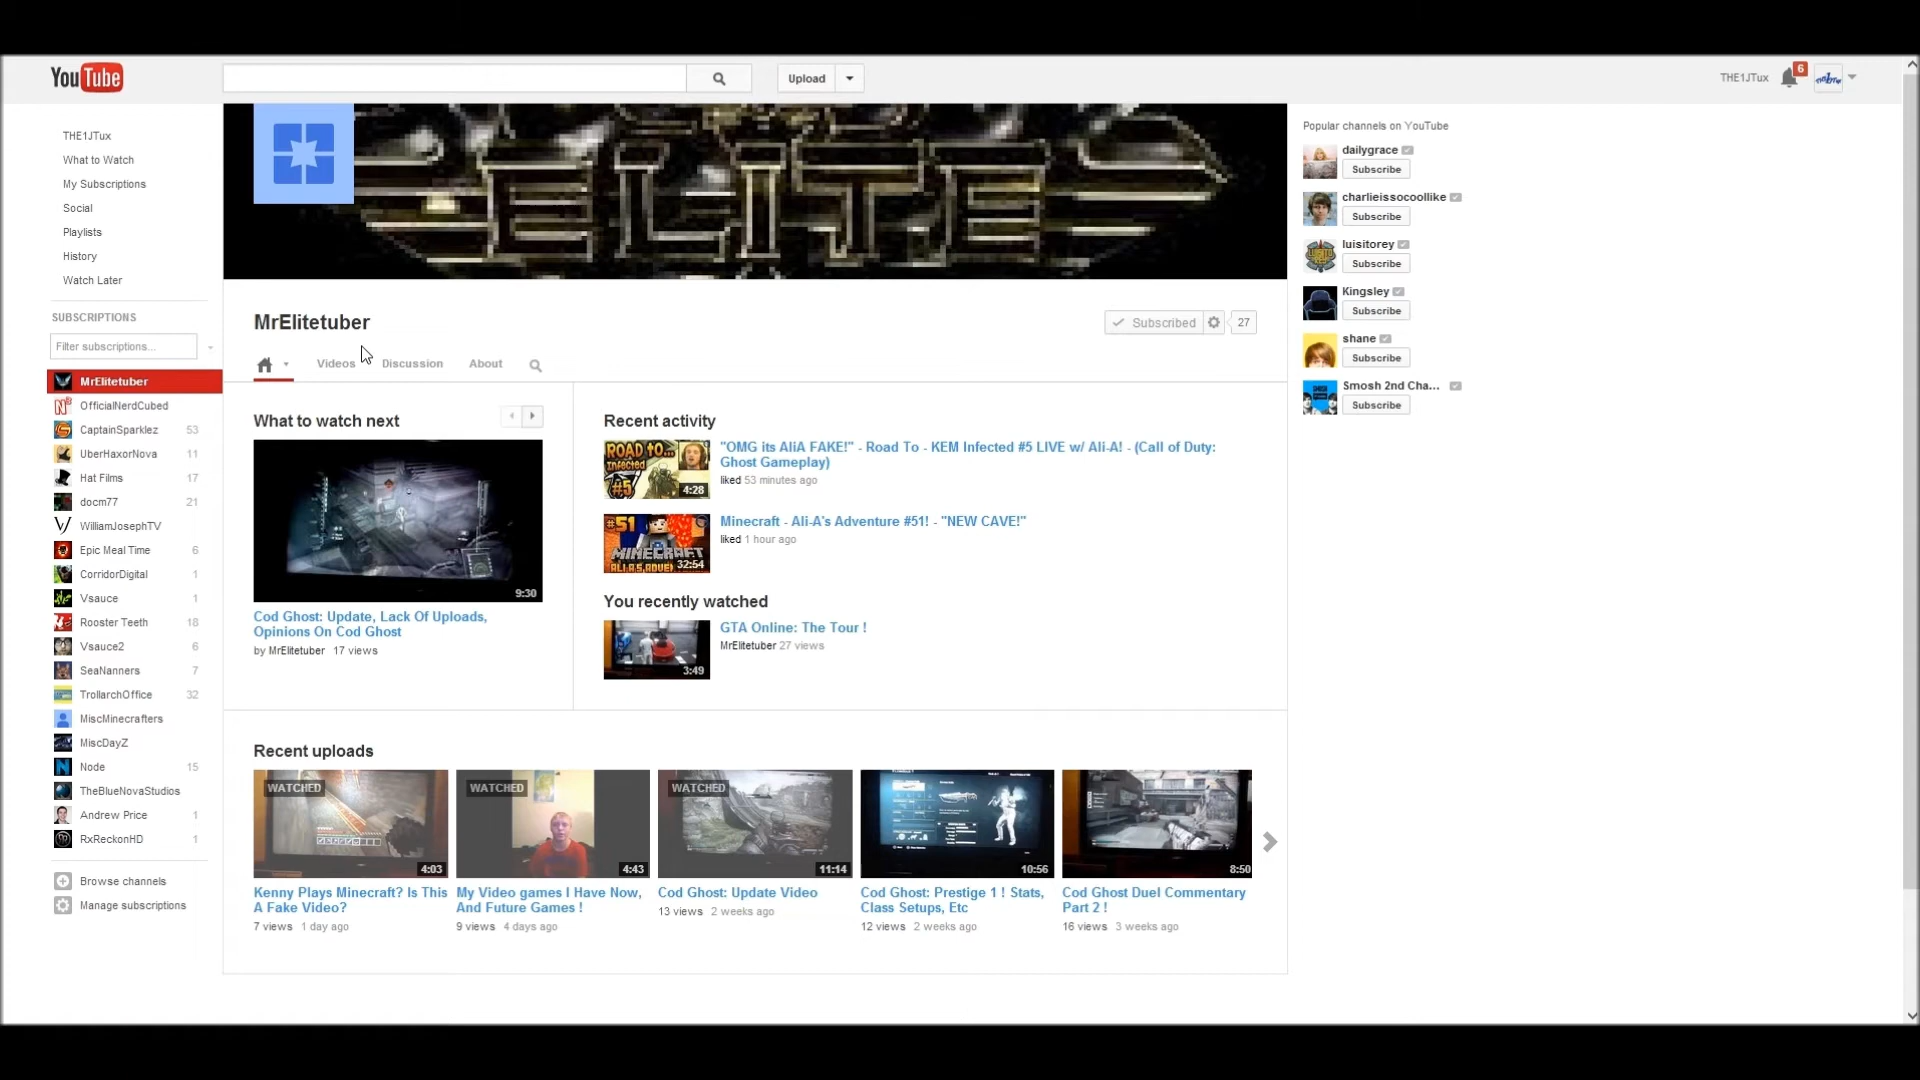 YouTube
Upload
THE1JTux
6
THE1JTux
What to Watch
My Subscriptions
Social
Playlists
History
Watch Later
SUBSCRIPTIONS
Filter subscriptions...
MrElitetuber
OfficialNerdCubed
CaptainSparklez 53
UberHaxorNova 11
Hat Films 17
docm77 21
WilliamJosephTV
Epic Meal Time 6
CorridorDigital 1
Vsauce 1
Rooster Teeth 18
Vsauce2 6
SeaNanners 7
TrollarchOffice 32
MiscMinecrafters
MiscDayZ
Node 15
TheBlueNovaStudios
Andrew Price 1
RxReckonHD 1
Browse channels
Manage subscriptions
ELITE
MrElitetuber
Subscribed 27
Videos Discussion About
What to watch next
9:30
Cod Ghost: Update, Lack Of Uploads,
Opinions On Cod Ghost
by MrElitetuber 17 views
Recent activity
ROAD TO...
Infected
#5
4:28
"OMG its AliA FAKE!" - Road To - KEM Infected #5 LIVE w/ Ali-A! - (Call of Duty:
Ghost Gameplay)
liked 53 minutes ago
#51
MINECRAFT
ALI A'S ADVE
32:54
Minecraft - Ali-A's Adventure #51! - "NEW CAVE!"
liked 1 hour ago
You recently watched
3:49
GTA Online: The Tour !
MrElitetuber 27 views
Recent uploads
WATCHED
4:03
Kenny Plays Minecraft? Is This
A Fake Video?
7 views 1 day ago
WATCHED
4:43
My Video games I Have Now,
And Future Games !
9 views 4 days ago
WATCHED
11:14
Cod Ghost: Update Video
13 views 2 weeks ago
10:56
Cod Ghost: Prestige 1 ! Stats,
Class Setups, Etc
12 views 2 weeks ago
8:50
Cod Ghost Duel Commentary
Part 2 !
16 views 3 weeks ago
Popular channels on YouTube
dailygrace
Subscribe
charlieissocoollike
Subscribe
luisitorey
Subscribe
Kingsley
Subscribe
shane
Subscribe
Smosh 2nd Cha...
Subscribe